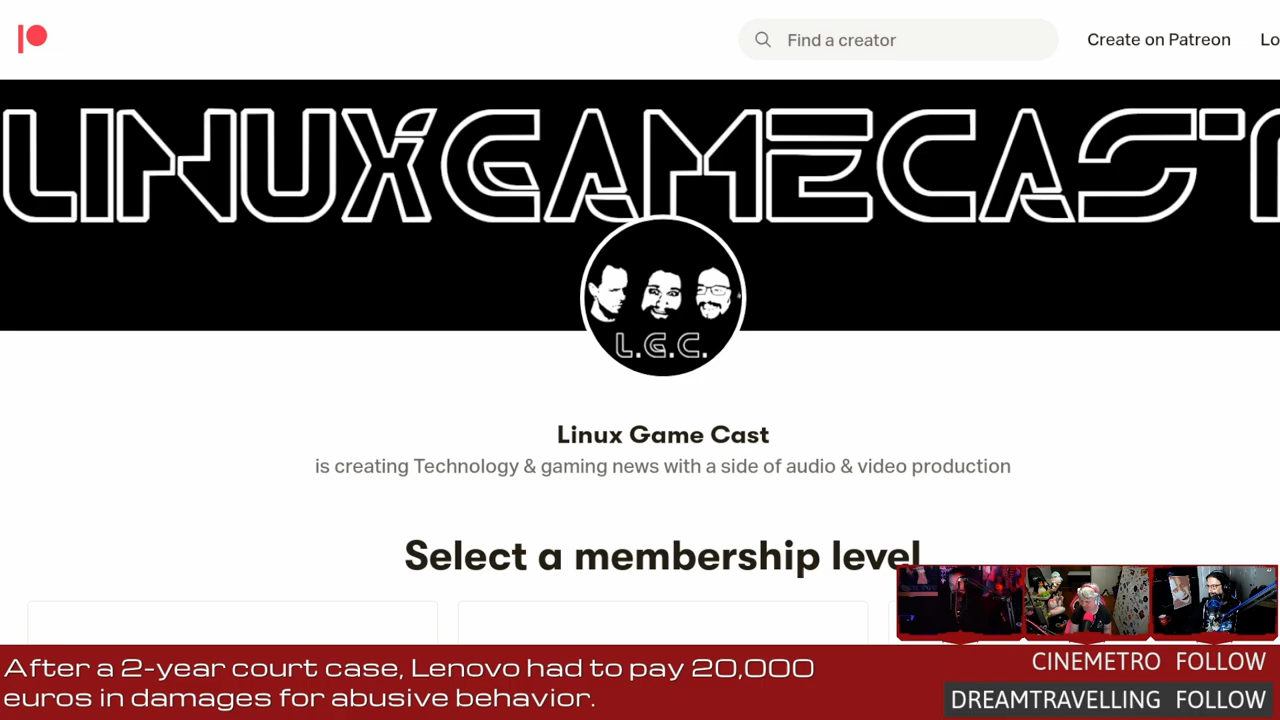 Find a creator
Create on Patreon
Lo
LINUXGAMECAST
L.G.C.
Linux Game Cast
is creating Technology & gaming news with a side of audio & video production
Select a membership level
After a 2-year court case, Lenovo had to pay 20,000
euros in damages for abusive behavior.
CINEMETRO FOLLOW
DREAMTRAVELLING FOLLOW